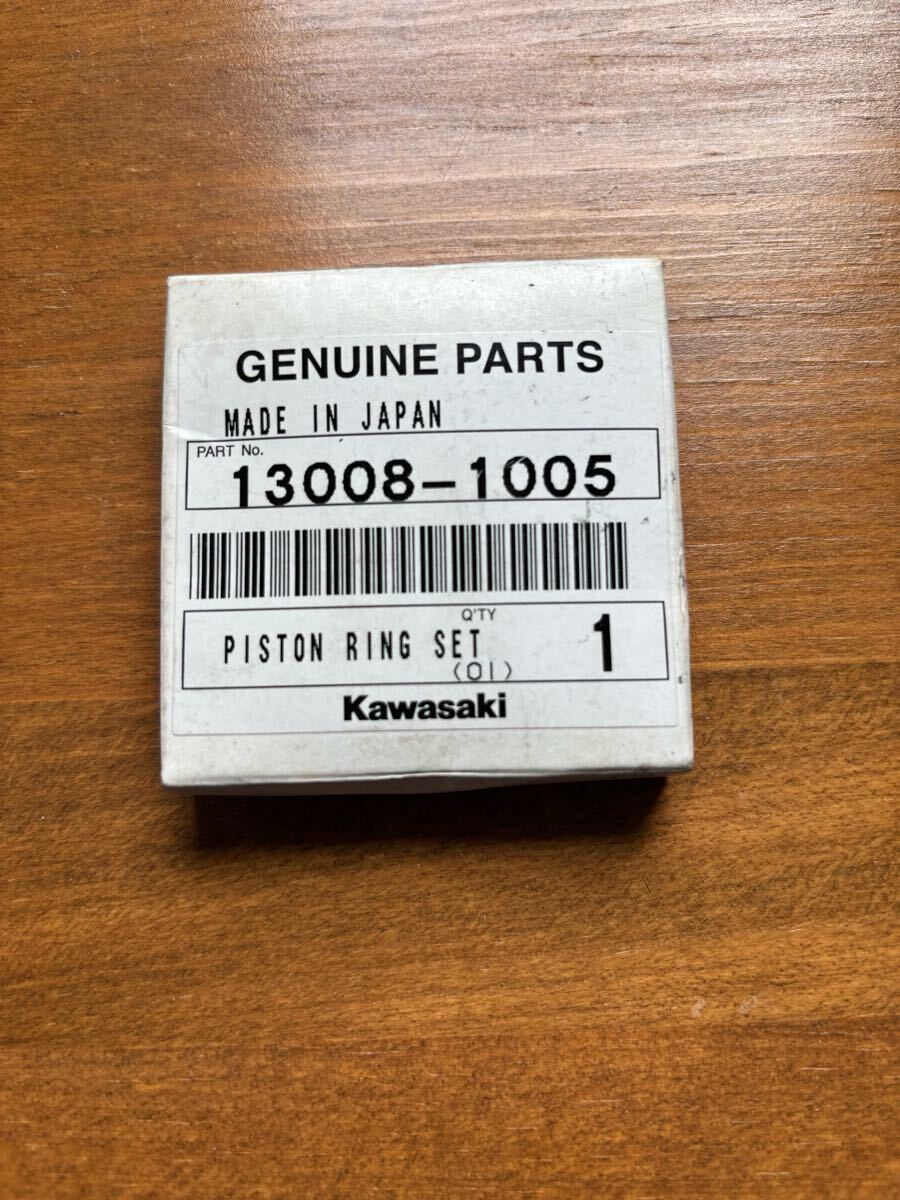 GENUINE PARTS
MADE IN JAPAN
PART No.
13008-1005
Q'TY
PISTON RING SET 1
(01)
Kawasaki